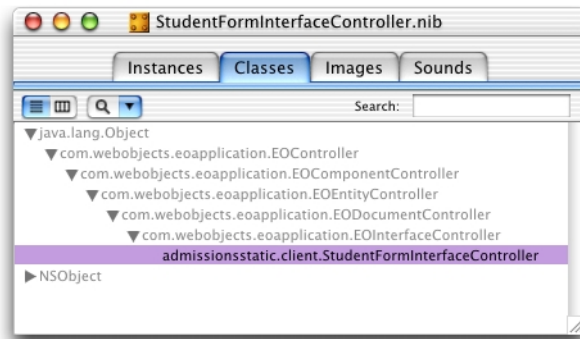 StudentFormInterfaceController.nib
Instances Classes Images Sounds
Search:
java.lang.Object
com.webobjects.eoapplication.EOController
com.webobjects.eoapplication.EOComponentController
com.webobjects.eoapplication.EOEntityController
com.webobjects.eoapplication.EODocumentController
com.webobjects.eoapplication.EOInterfaceController
admissionsstatic.client.StudentFormInterfaceController
NSObject